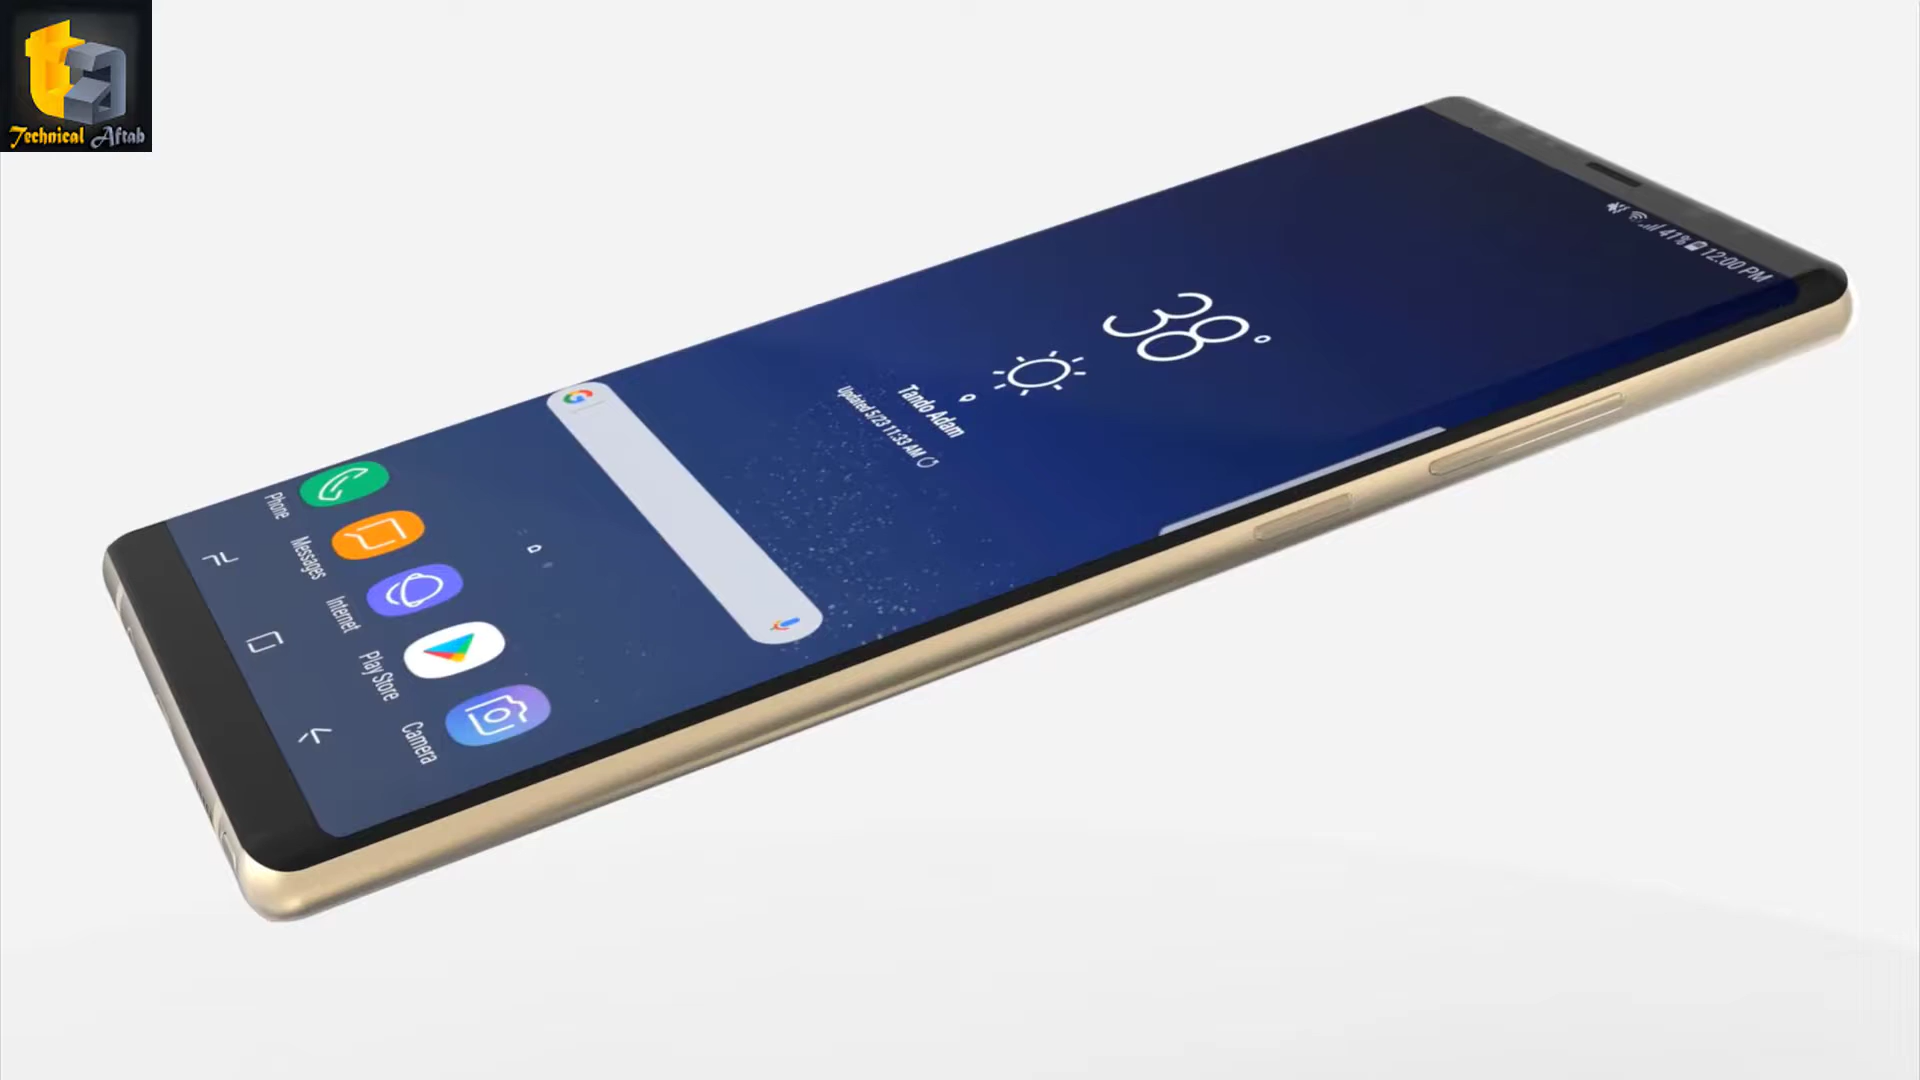 Technical Aftab
41% 12:00 PM
38°
Tando Adam
Updated 5/23 11:33 AM
Phone
Messages
Internet
Play Store
Camera